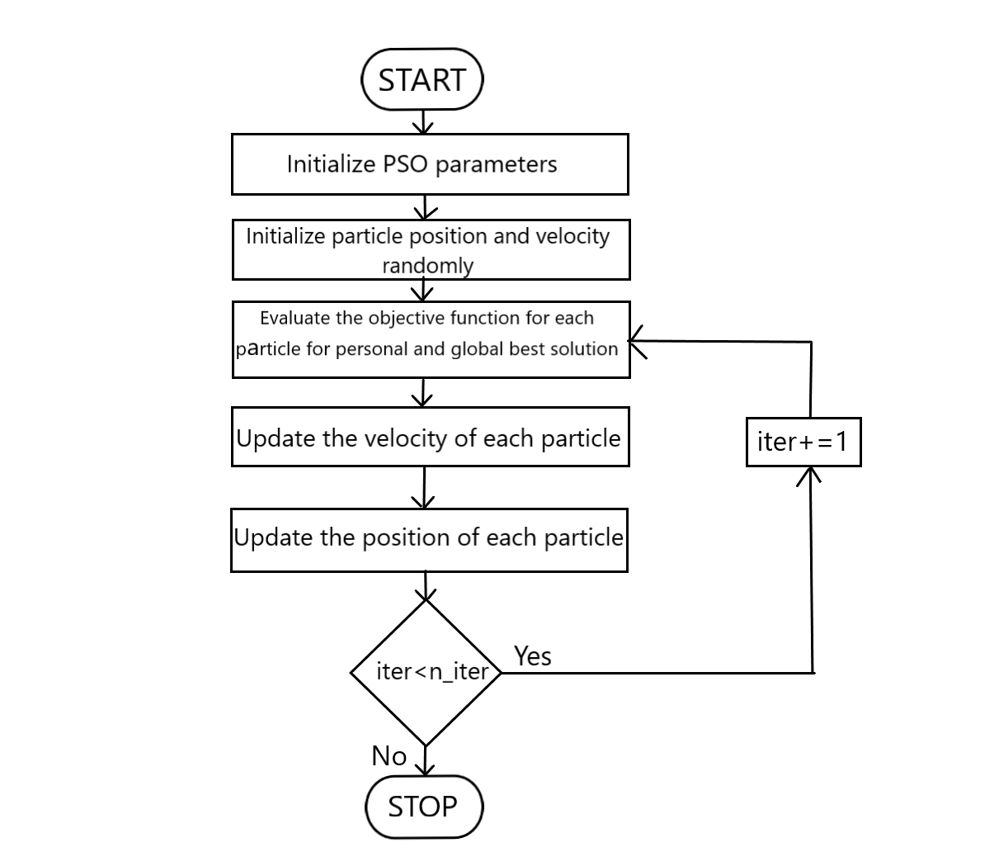 START
Initialize PSO parameters
Initialize particle position and velocity
randomly
Evaluate the objective function for each
particle for personal and global best solution
Update the velocity of each particle
iter+=1
Update the position of each particle
Yes
iter<n_iter
No
STOP